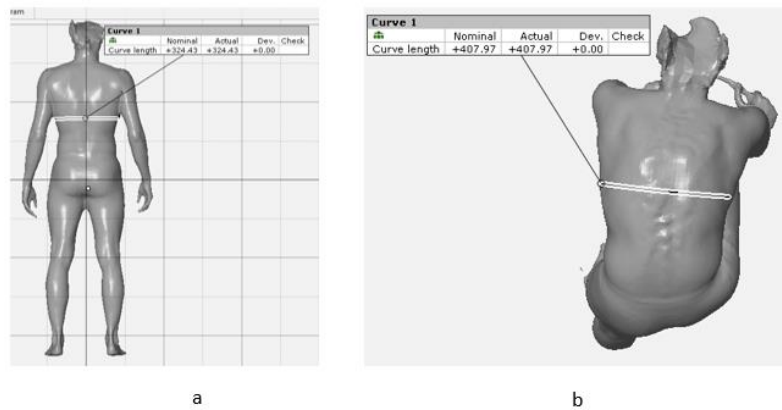 ram
Curve 1
Nominal Actual Dev. Check
Curve length +324.43 +324.43 +0.00
Curve 1
Nominal Actual Dev. Check
Curve length +407.97 +407.97 +0.00
a
b